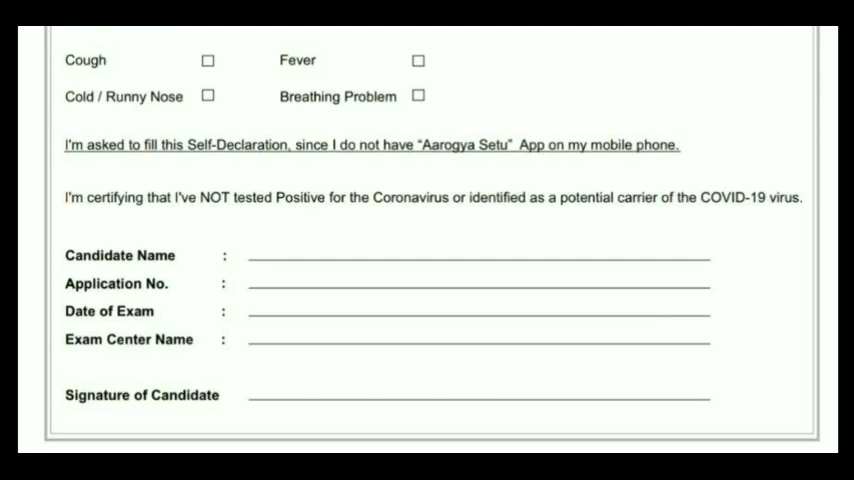 Cough ☐ Fever ☐
Cold / Runny Nose ☐ Breathing Problem ☐
I'm asked to fill this Self-Declaration, since I do not have “Aarogya Setu” App on my mobile phone.
I'm certifying that I've NOT tested Positive for the Coronavirus or identified as a potential carrier of the COVID-19 virus.
Candidate Name :
Application No. :
Date of Exam :
Exam Center Name :
Signature of Candidate